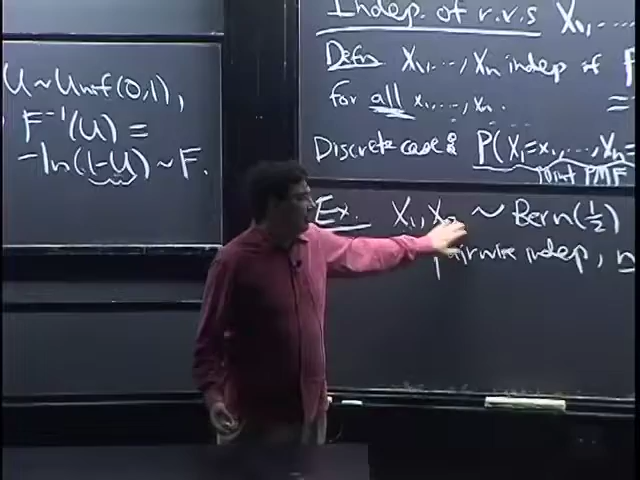 U ~ Unif(0,1),
F⁻¹(U) =
-ln(1-U) ~ F.
Indep. of r.v.s X₁,...
Defn X₁,...,Xₙ indep if
for all x₁,...,xₙ. =
Discrete case: P(X₁=x₁,...,Xₙ=
joint PMF
Ex. X₁,X₂ ~ Bern(1/2)
pairwise indep,